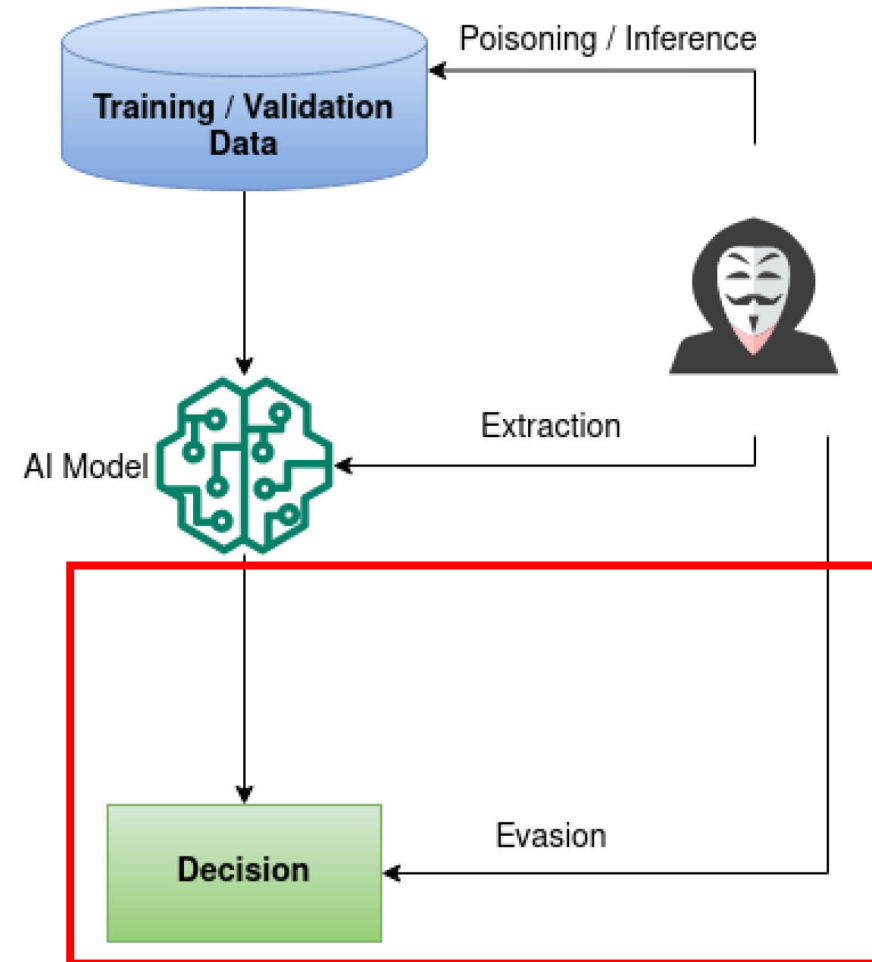 Poisoning / Inference
Training / Validation
Data
Extraction
AI Model
Evasion
Decision